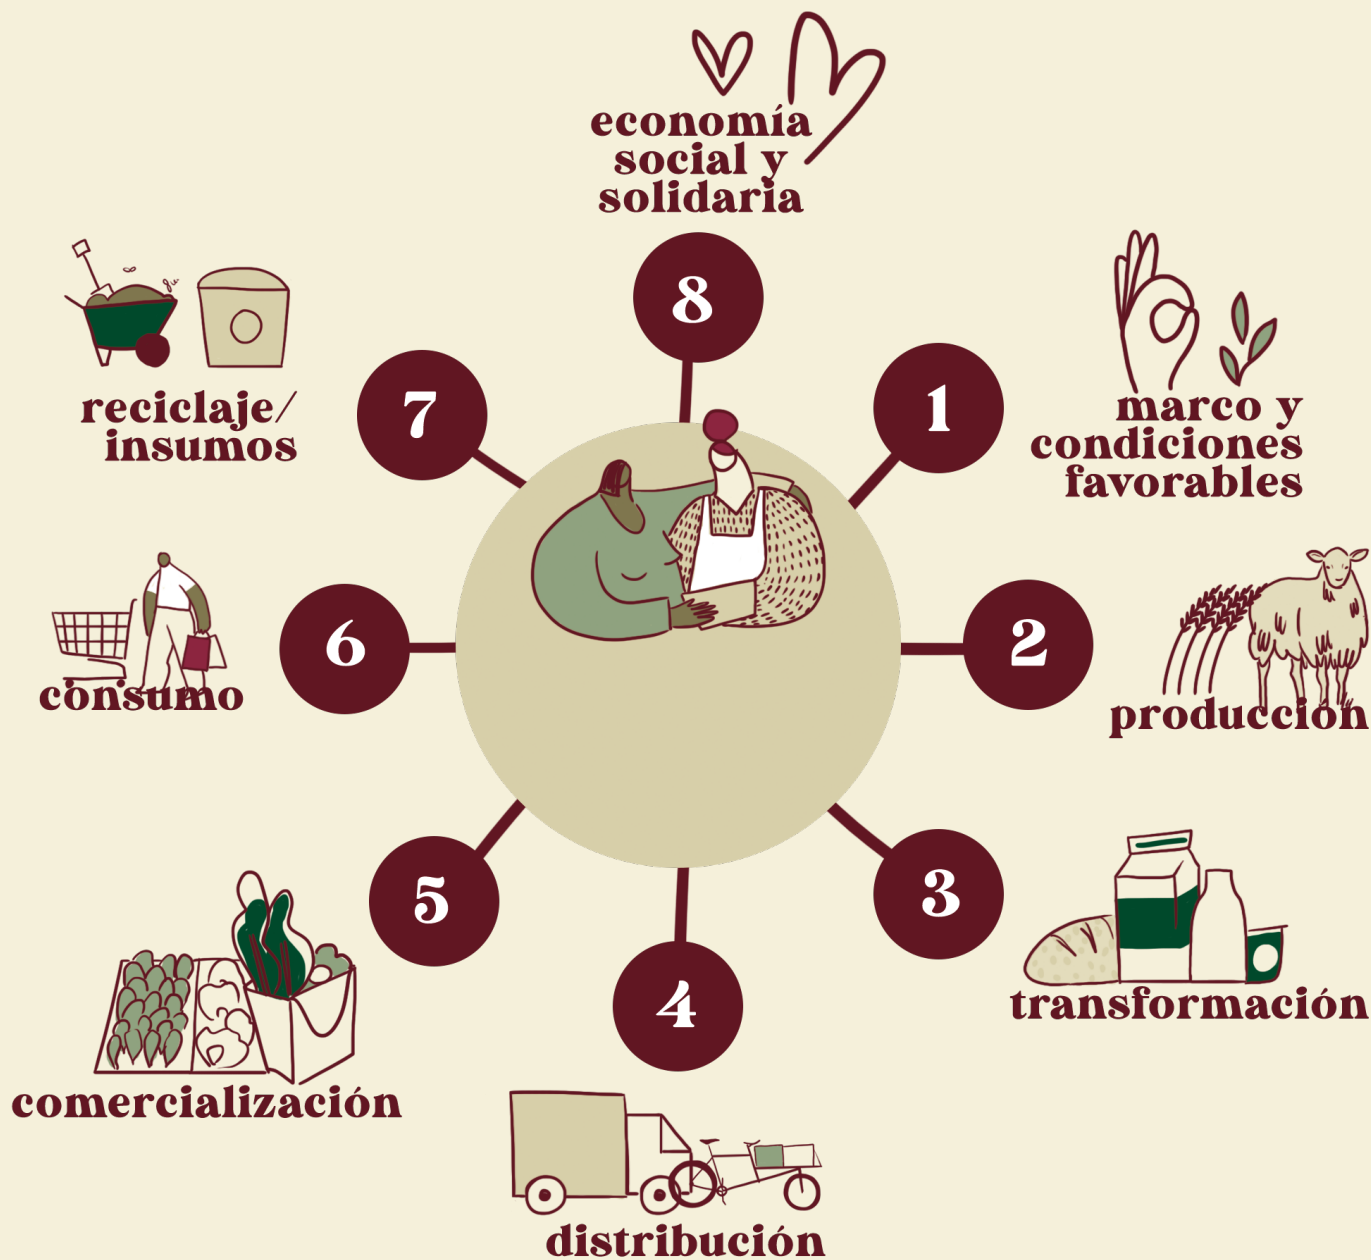 economía
social y
solidaria
8
1
marco y
condiciones
favorables
2
producción
3
transformación
4
distribución
5
comercialización
6
consumo
7
reciclaje/
insumos